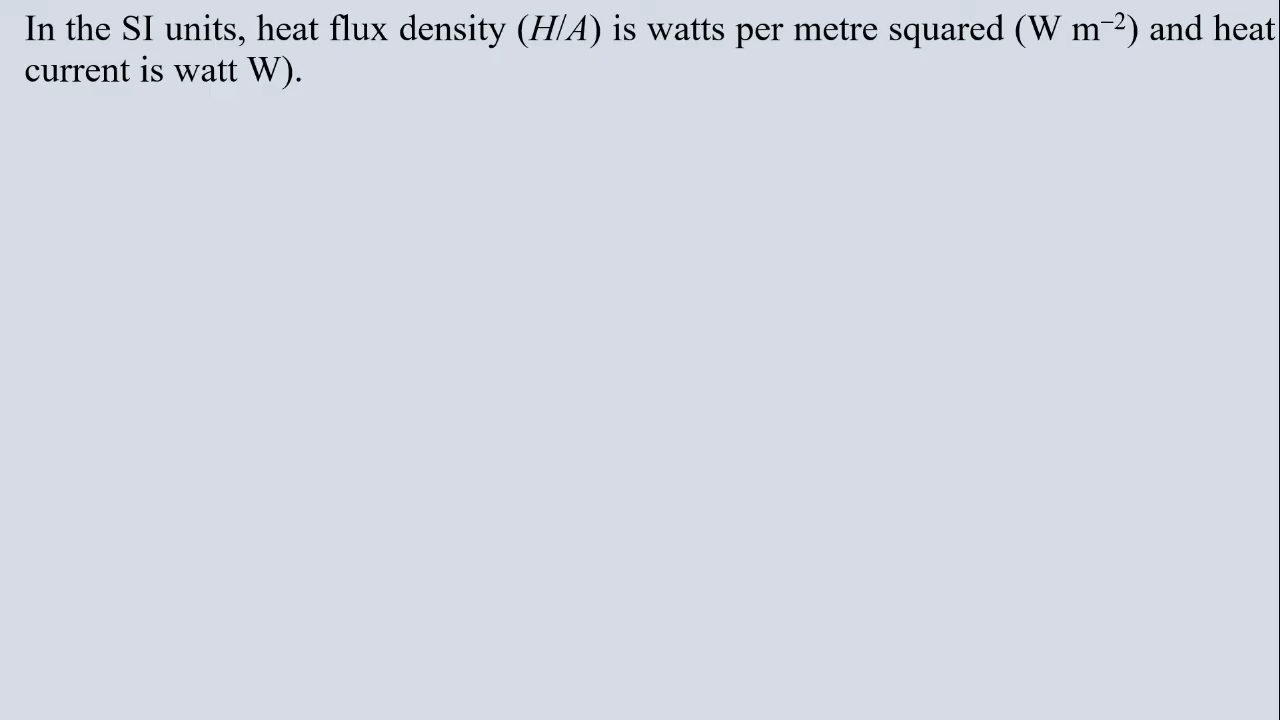 In the SI units, heat flux density (H/A) is watts per metre squared (W m⁻²) and heat
current is watt W).